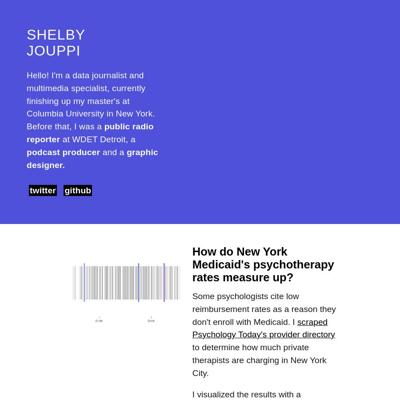 SHELBY
JOUPPI
Hello! I'm a data journalist and
multimedia specialist, currently
finishing up my master's at
Columbia University in New York.
Before that, I was a public radio
reporter at WDET Detroit, a
podcast producer and a graphic
designer.
twitter github
How do New York
Medicaid's psychotherapy
rates measure up?
Some psychologists cite low
reimbursement rates as a reason they
don't enroll with Medicaid. I scraped
Psychology Today's provider directory
to determine how much private
therapists are charging in New York
City.
I visualized the results with a